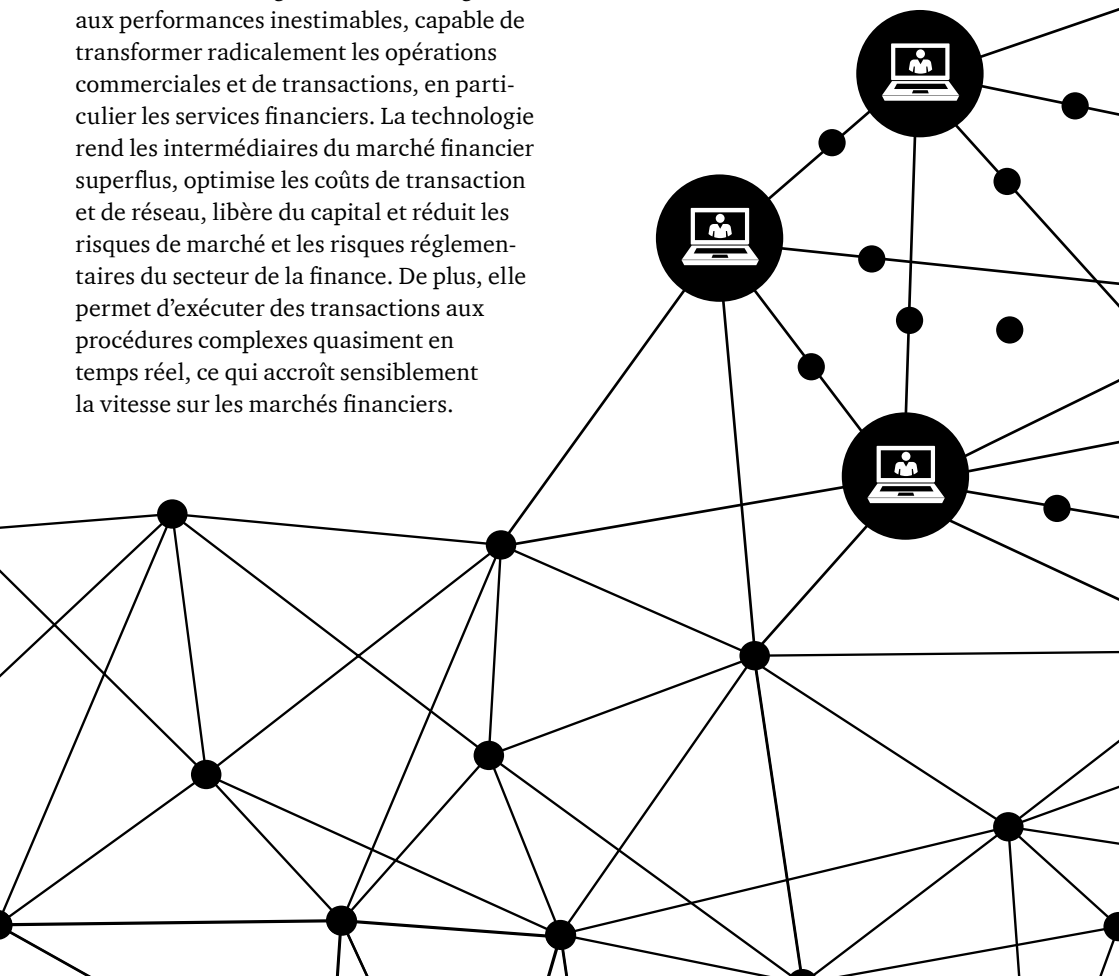 aux performances inestimables, capable de
transformer radicalement les opérations
commerciales et de transactions, en parti-
culier les services financiers. La technologie
rend les intermédiaires du marché financier
superflus, optimise les coûts de transaction
et de réseau, libère du capital et réduit les
risques de marché et les risques réglemen-
taires du secteur de la finance. De plus, elle
permet d’exécuter des transactions aux
procédures complexes quasiment en
temps réel, ce qui accroît sensiblement
la vitesse sur les marchés financiers.